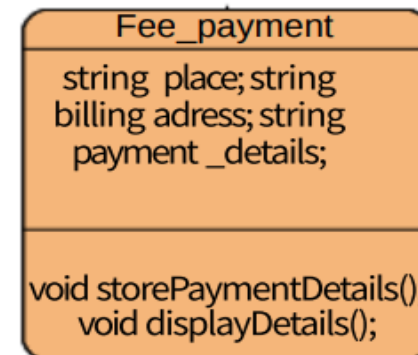 Fee_payment
string place; string
billing adress; string
payment _details;
void storePaymentDetails()
void displayDetails();